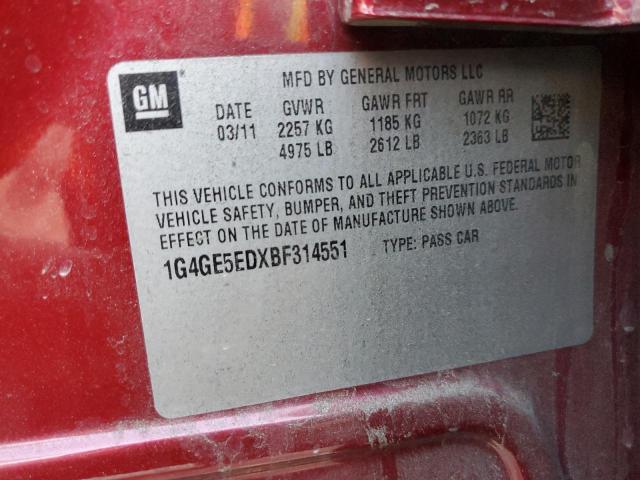 GM
MFD BY GENERAL MOTORS LLC
DATE GVWR GAWR FRT GAWR RR
03/11 2257 KG 1185 KG 1072 KG
4975 LB 2612 LB 2363 LB
THIS VEHICLE CONFORMS TO ALL APPLICABLE U.S. FEDERAL MOTOR
VEHICLE SAFETY, BUMPER, AND THEFT PREVENTION STANDARDS IN
EFFECT ON THE DATE OF MANUFACTURE SHOWN ABOVE.
1G4GE5EDXBF314551 TYPE: PASS CAR